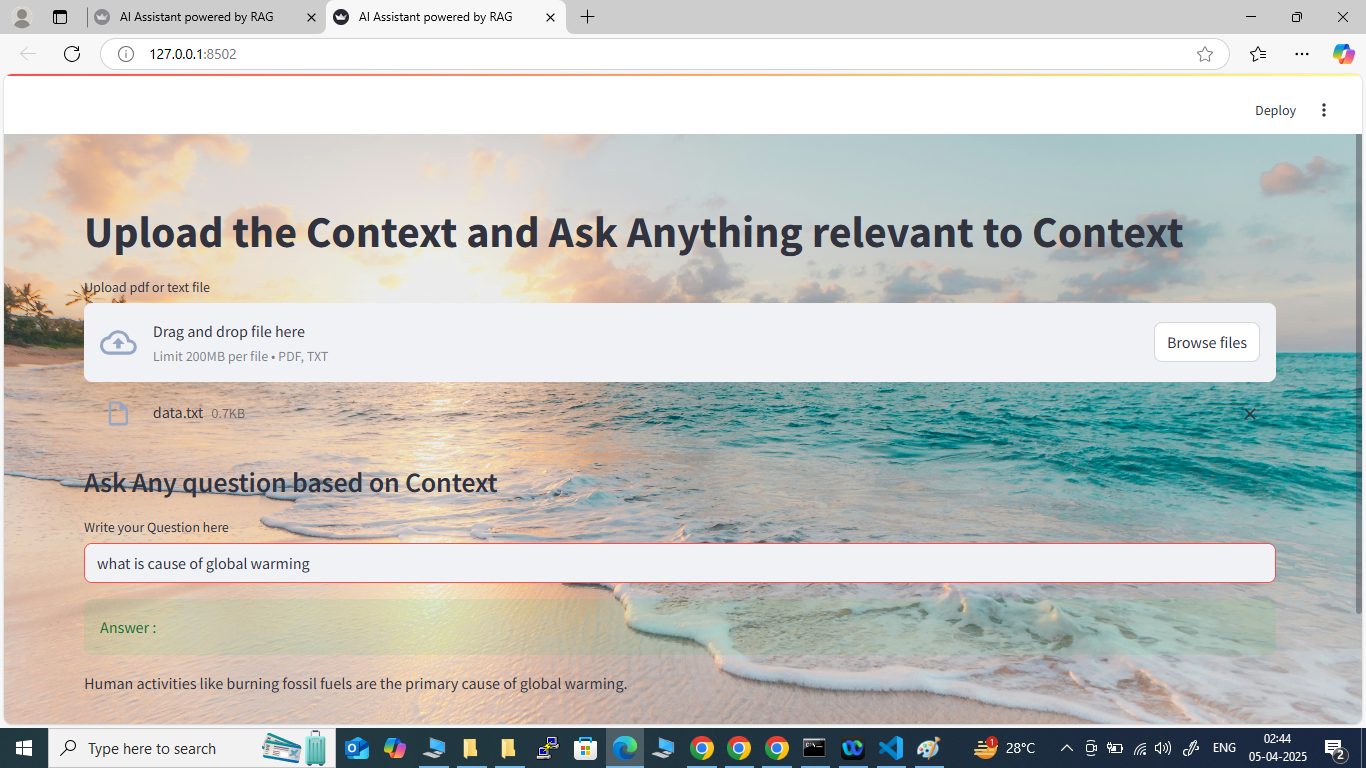 AI Assistant powered by RAG
AI Assistant powered by RAG
127.0.0.1:8502
Deploy
Upload the Context and Ask Anything relevant to Context
Upload pdf or text file
Drag and drop file here
Limit 200MB per file • PDF, TXT
Browse files
data.txt 0.7KB
Ask Any question based on Context
Write your Question here
what is cause of global warming
Answer :
Human activities like burning fossil fuels are the primary cause of global warming.
Type here to search
1
28°C
ENG
02:44
05-04-2025
2